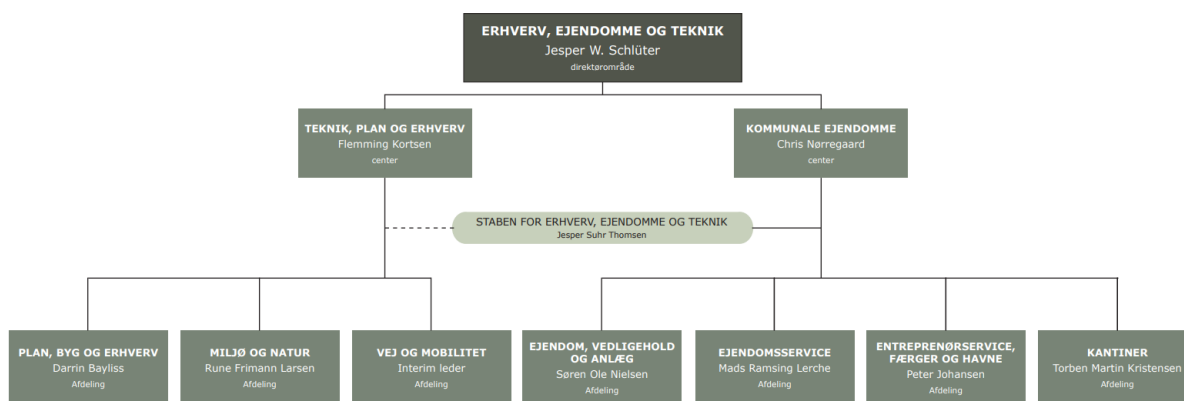 ERHVERV, EJENDOMME OG TEKNIK
Jesper W. Schlüter
direktørområde
TEKNIK, PLAN OG ERHVERV
Flemming Kortsen
center
KOMMUNALE EJENDOMME
Chris Nørregaard
center
STABEN FOR ERHVERV, EJENDOMME OG TEKNIK
Jesper Suhr Thomsen
PLAN, BYG OG ERHVERV
Darrin Bayliss
Afdeling
MILJØ OG NATUR
Rune Frimann Larsen
Afdeling
VEJ OG MOBILITET
Interim leder
Afdeling
EJENDOM, VEDLIGEHOLD
OG ANLÆG
Søren Ole Nielsen
Afdeling
EJENDOMSSERVICE
Mads Ramsing Lerche
Afdeling
ENTREPRENØRSERVICE,
FÆRGER OG HAVNE
Peter Johansen
Afdeling
KANTINER
Torben Martin Kristensen
Afdeling